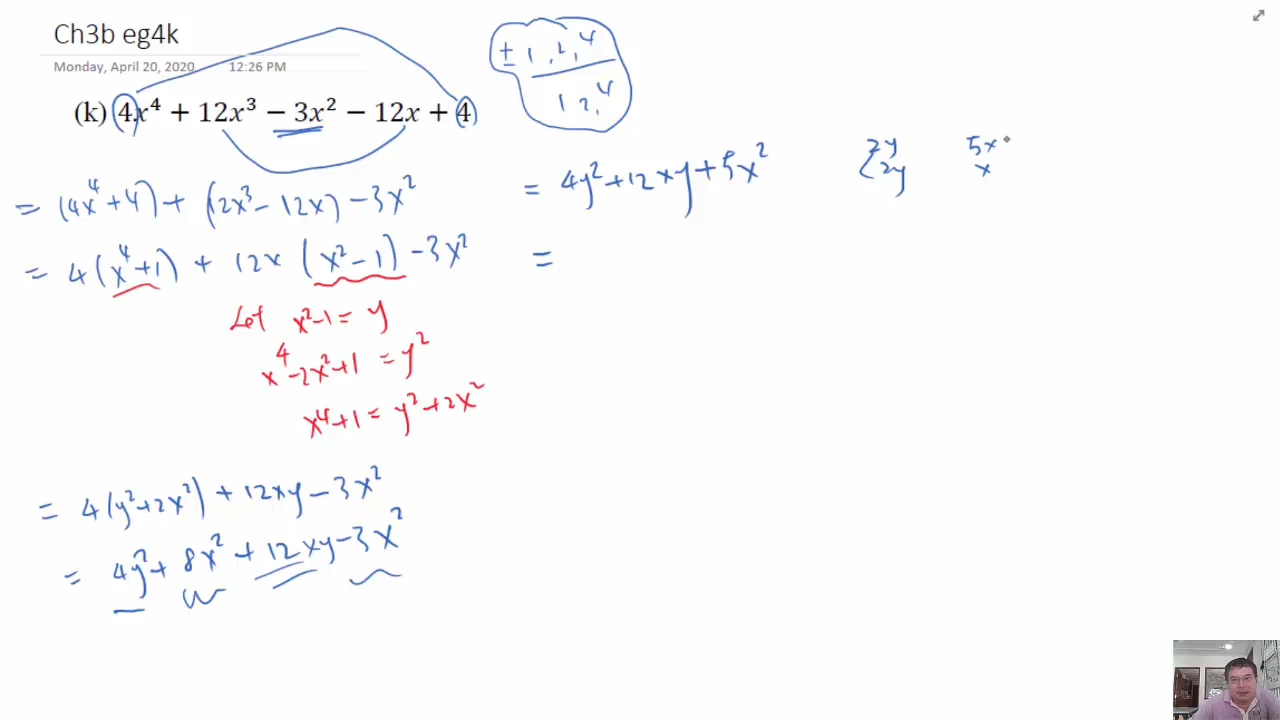 Ch3b eg4k
Monday, April 20, 2020 12:26 PM
(k) 4x⁴ + 12x³ − 3x² − 12x + 4
± 1, 2, 4
1 2, 4
= (4x⁴+4) + (12x³ − 12x) − 3x²
= 4(x⁴+1) + 12x (x² − 1) − 3x²
Let x²−1 = y
x⁴−2x²+1 = y²
x⁴+1 = y²+2x²
= 4(y²+2x²) + 12xy − 3x²
= 4y² + 8x² + 12xy − 3x²
= 4y²+12xy+5x²
=
2y 5x
2y x